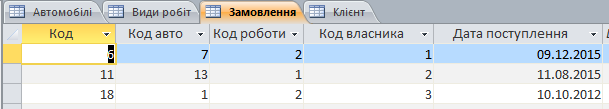 Автомобілі Види робіт Замовлення Клієнт
Код Код авто Код роботи Код власника Дата поступлення
6 7 2 1 09.12.2015
11 13 1 2 11.08.2015
18 1 2 3 10.10.2012